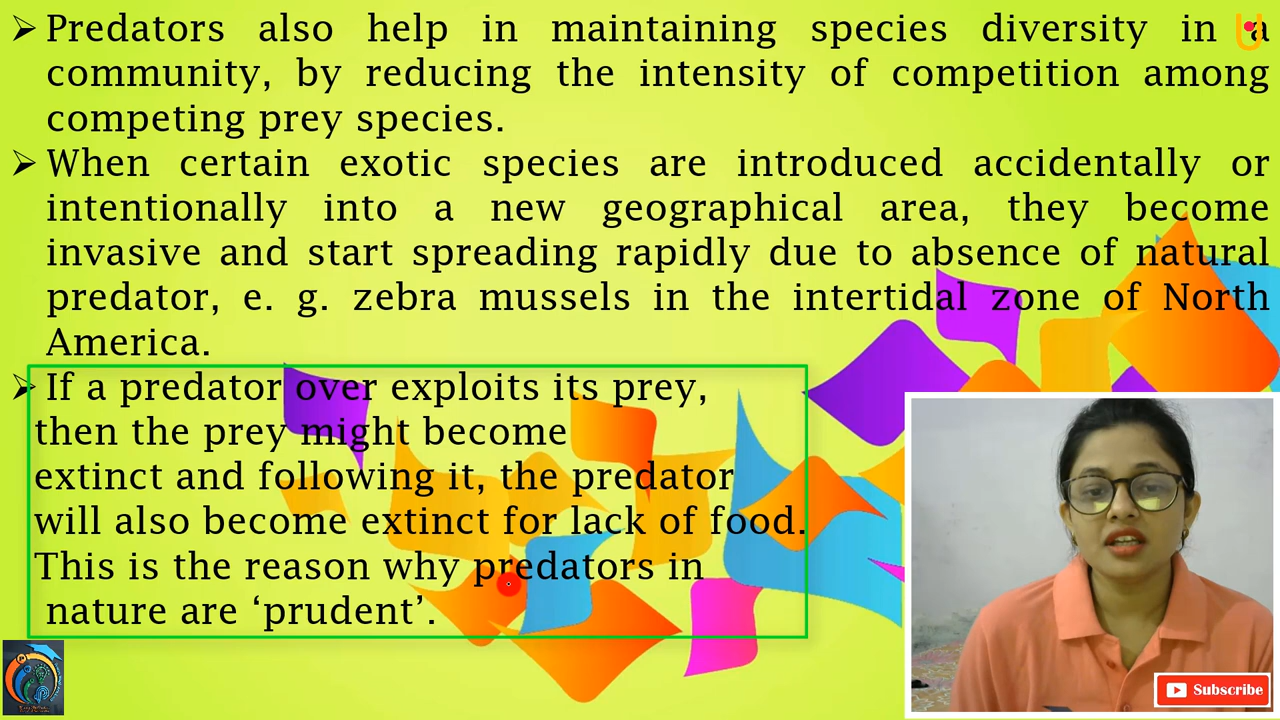 ➢ Predators also help in maintaining species diversity in a
community, by reducing the intensity of competition among
competing prey species.
➢ When certain exotic species are introduced accidentally or
intentionally into a new geographical area, they become
invasive and start spreading rapidly due to absence of natural
predator, e. g. zebra mussels in the intertidal zone of North
America.
➢ If a predator over exploits its prey,
then the prey might become
extinct and following it, the predator
will also become extinct for lack of food.
This is the reason why predators in
nature are ‘prudent’.
Subscribe